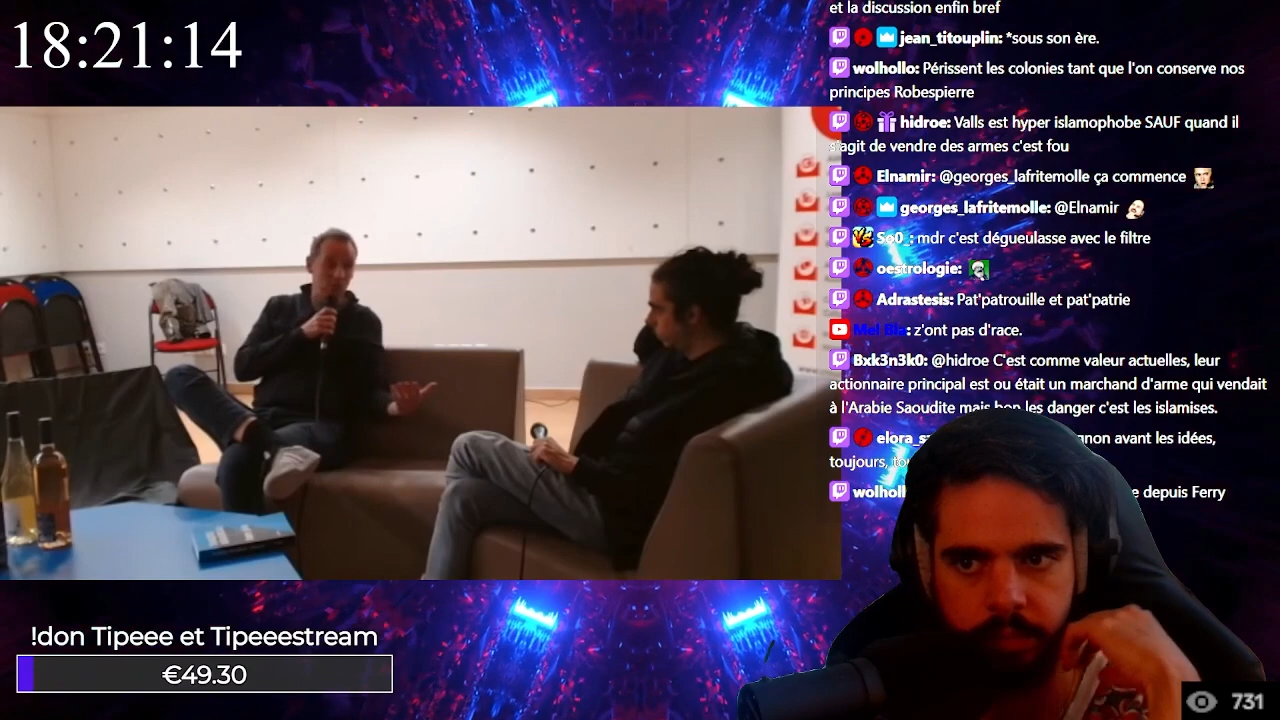 18:21:14
et la discussion enfin bref
jean_titouplin: *sous son ère.
wolhollo: Périssent les colonies tant que l'on conserve nos
principes Robespierre
hidroe: Valls est hyper islamophobe SAUF quand il
s'agit de vendre des armes c'est fou
Elnamir: @georges_lafritemolle ça commence
georges_lafritemolle: @Elnamir
So0_: mdr c'est dégueulasse avec le filtre
oestrologie:
Adrastesis: Pat'patrouille et pat'patrie
Mel Bla: z'ont pas d'race.
Bxk3n3k0: @hidroe C'est comme valeur actuelles, leur
actionnaire principal est ou était un marchand d'arme qui vendait
à l'Arabie Saoudite mais bon les danger c'est les islamises.
avant les idées,
toujours,
depuis Ferry
!don Tipeee et Tipeeestream
€49.30
731